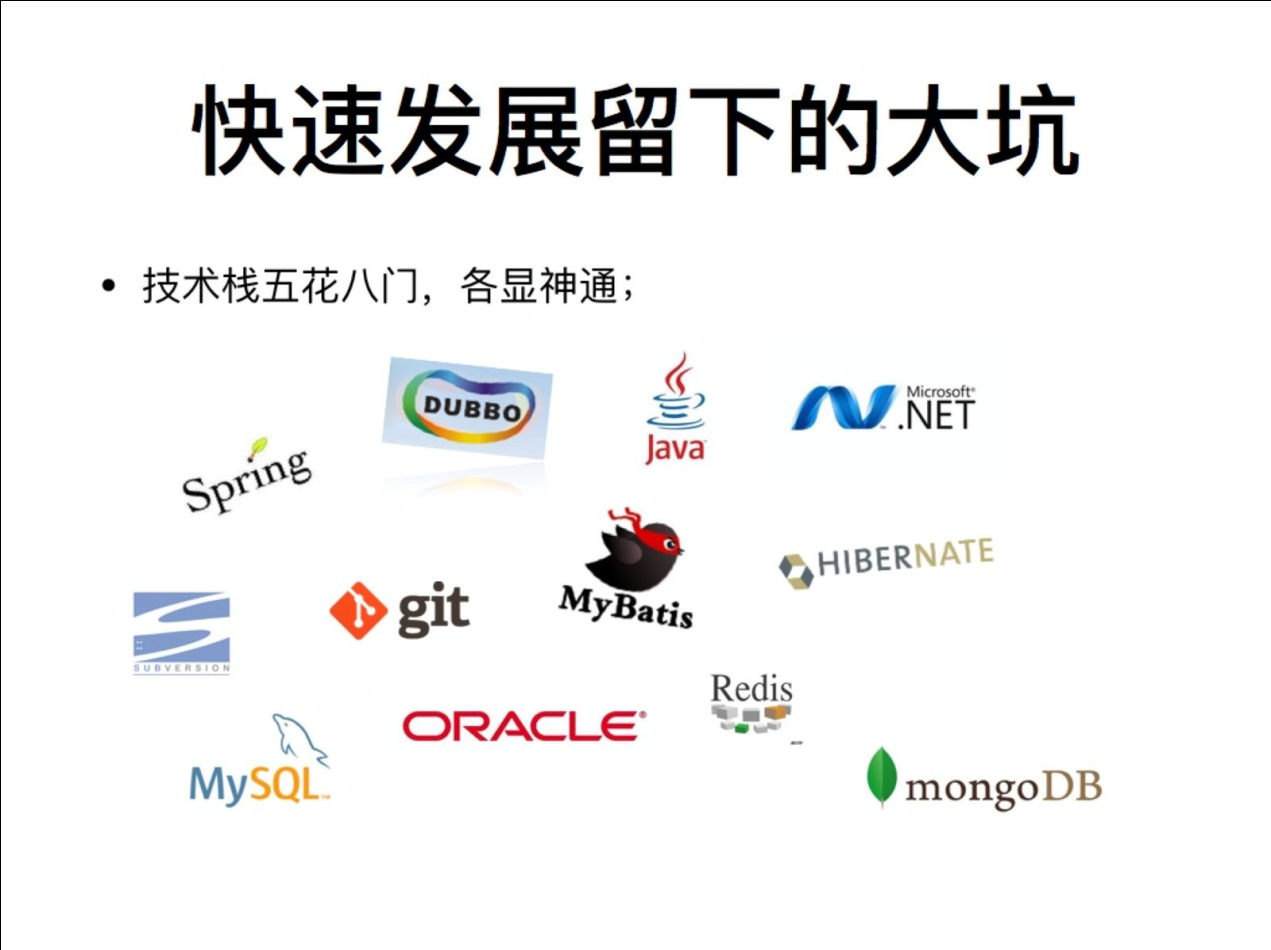 快速发展留下的大坑
• 技术栈五花八门，各显神通；
DUBBO
Java
Microsoft®
.NET
Spring
MyBatis
HIBERNATE
git
SUBVERSION
Redis
ORACLE®
MySQL™
mongoDB